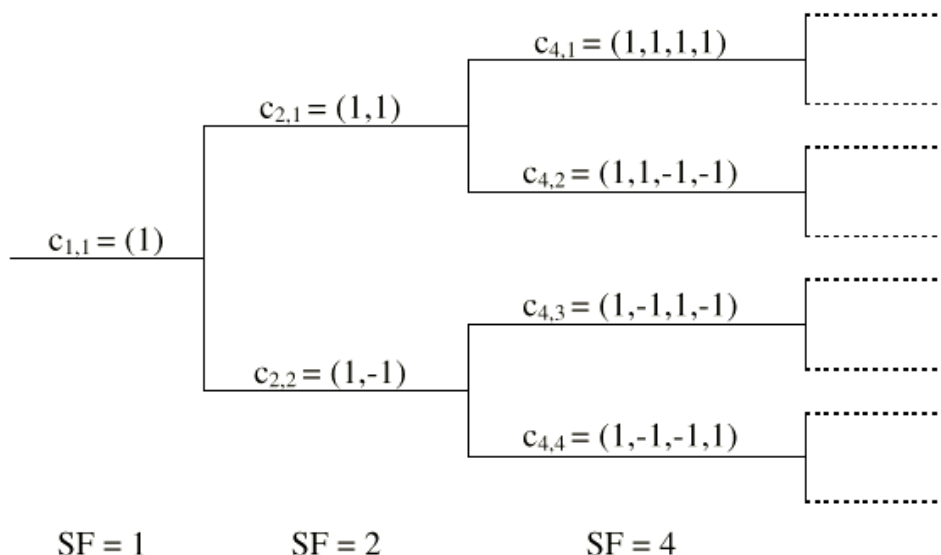 c4,1 = (1,1,1,1)
c2,1 = (1,1)
c4,2 = (1,1,-1,-1)
c1,1 = (1)
c4,3 = (1,-1,1,-1)
c2,2 = (1,-1)
c4,4 = (1,-1,-1,1)
SF = 1 SF = 2 SF = 4